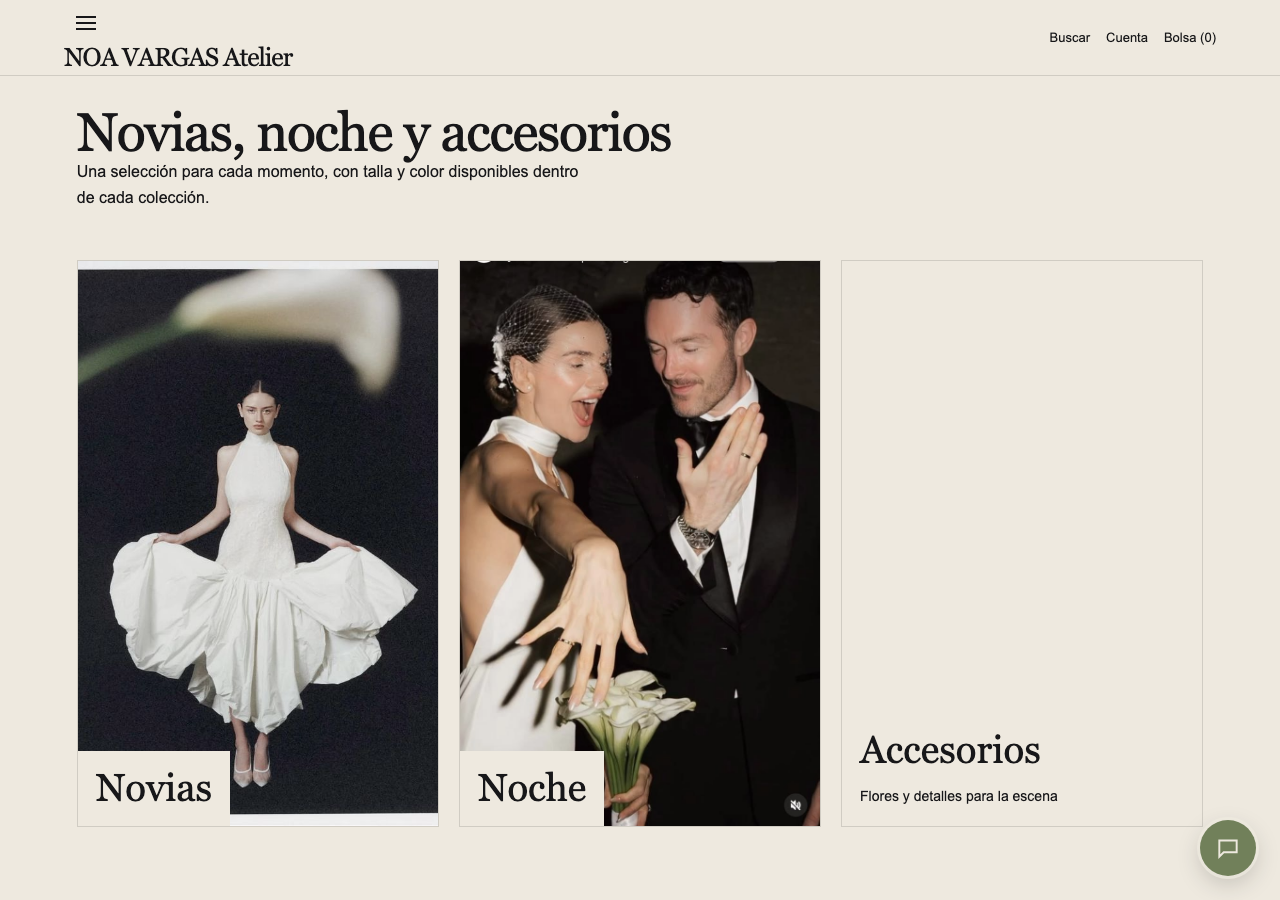 NOA VARGAS Atelier
Buscar Cuenta Bolsa (0)
Novias, noche y accesorios
Una selección para cada momento, con talla y color disponibles dentro
de cada colección.
Novias
Noche
Accesorios
Flores y detalles para la escena